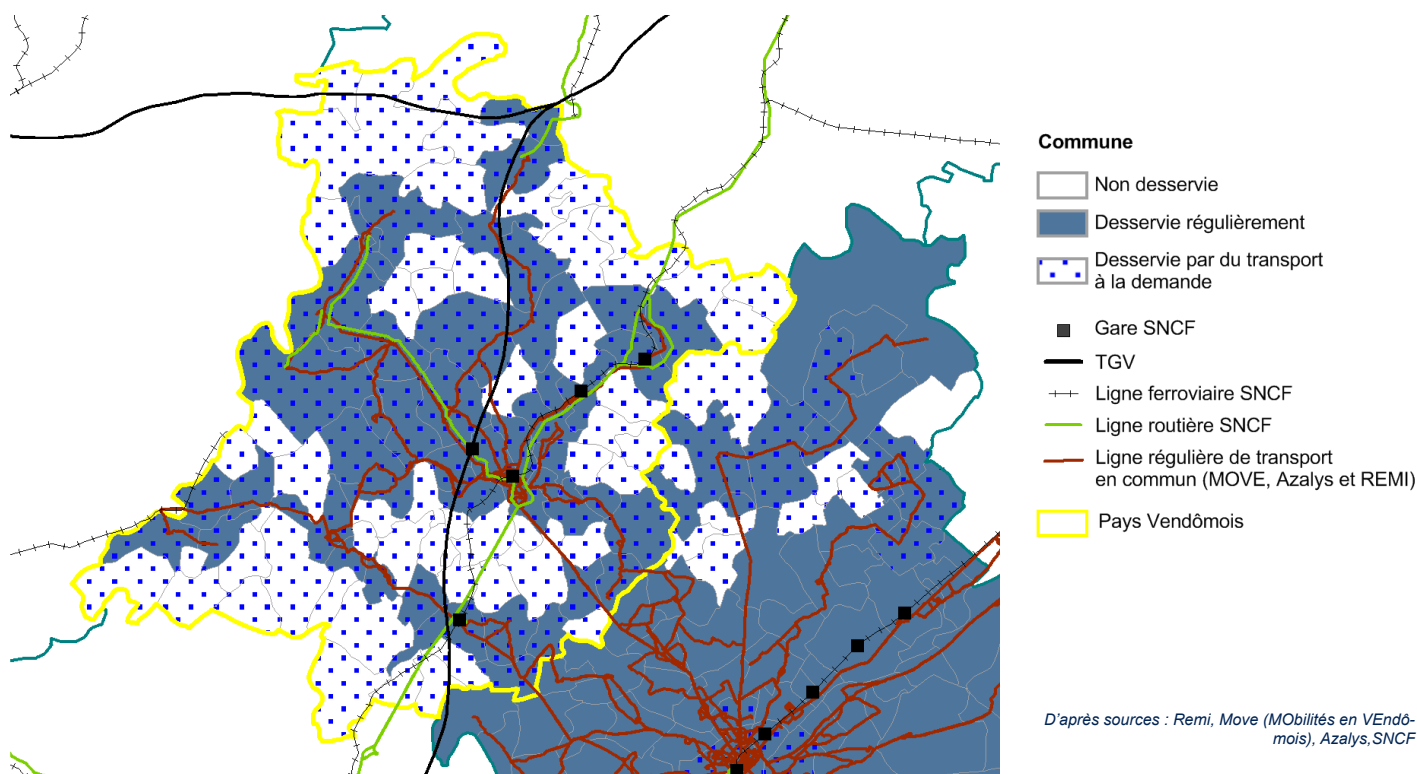 Commune
Non desservie
Desservie régulièrement
Desservie par du transport
à la demande
Gare SNCF
TGV
Ligne ferroviaire SNCF
Ligne routière SNCF
Ligne régulière de transport
en commun (MOVE, Azalys et REMI)
Pays Vendômois
D'après sources : Remi, Move (MObilités en VEndô-
mois), Azalys,SNCF